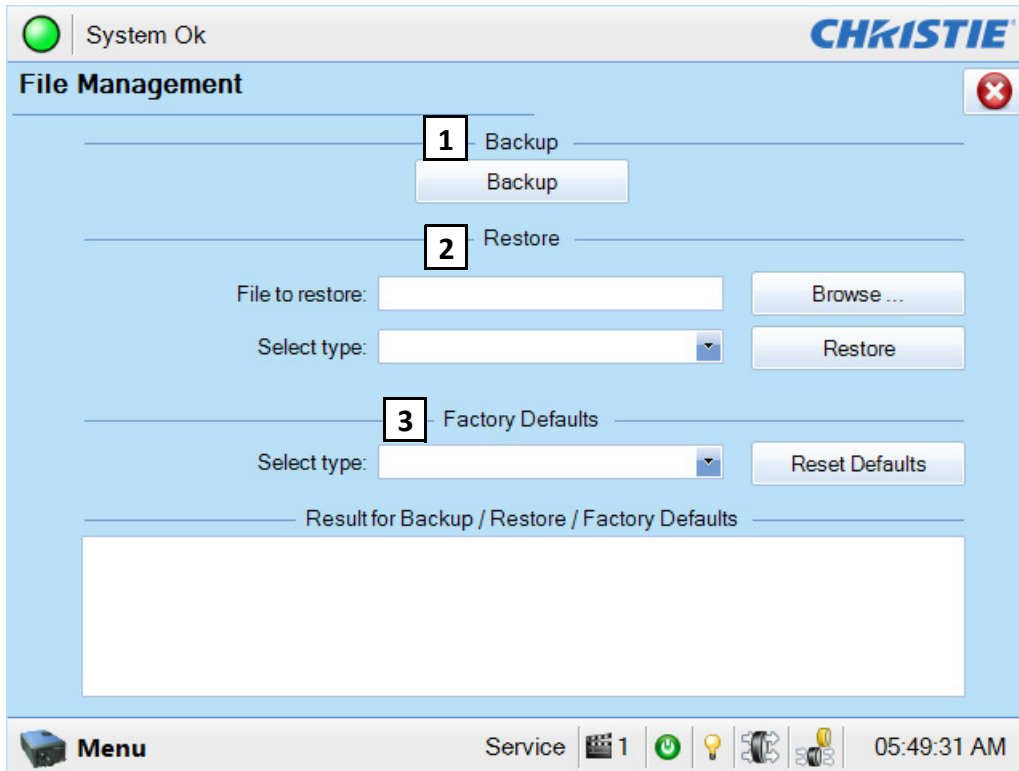 System Ok
CHRISTIE
File Management
1 Backup
Backup
2 Restore
File to restore: Browse ...
Select type: Restore
3 Factory Defaults
Select type: Reset Defaults
Result for Backup / Restore / Factory Defaults
Menu Service 1 05:49:31 AM